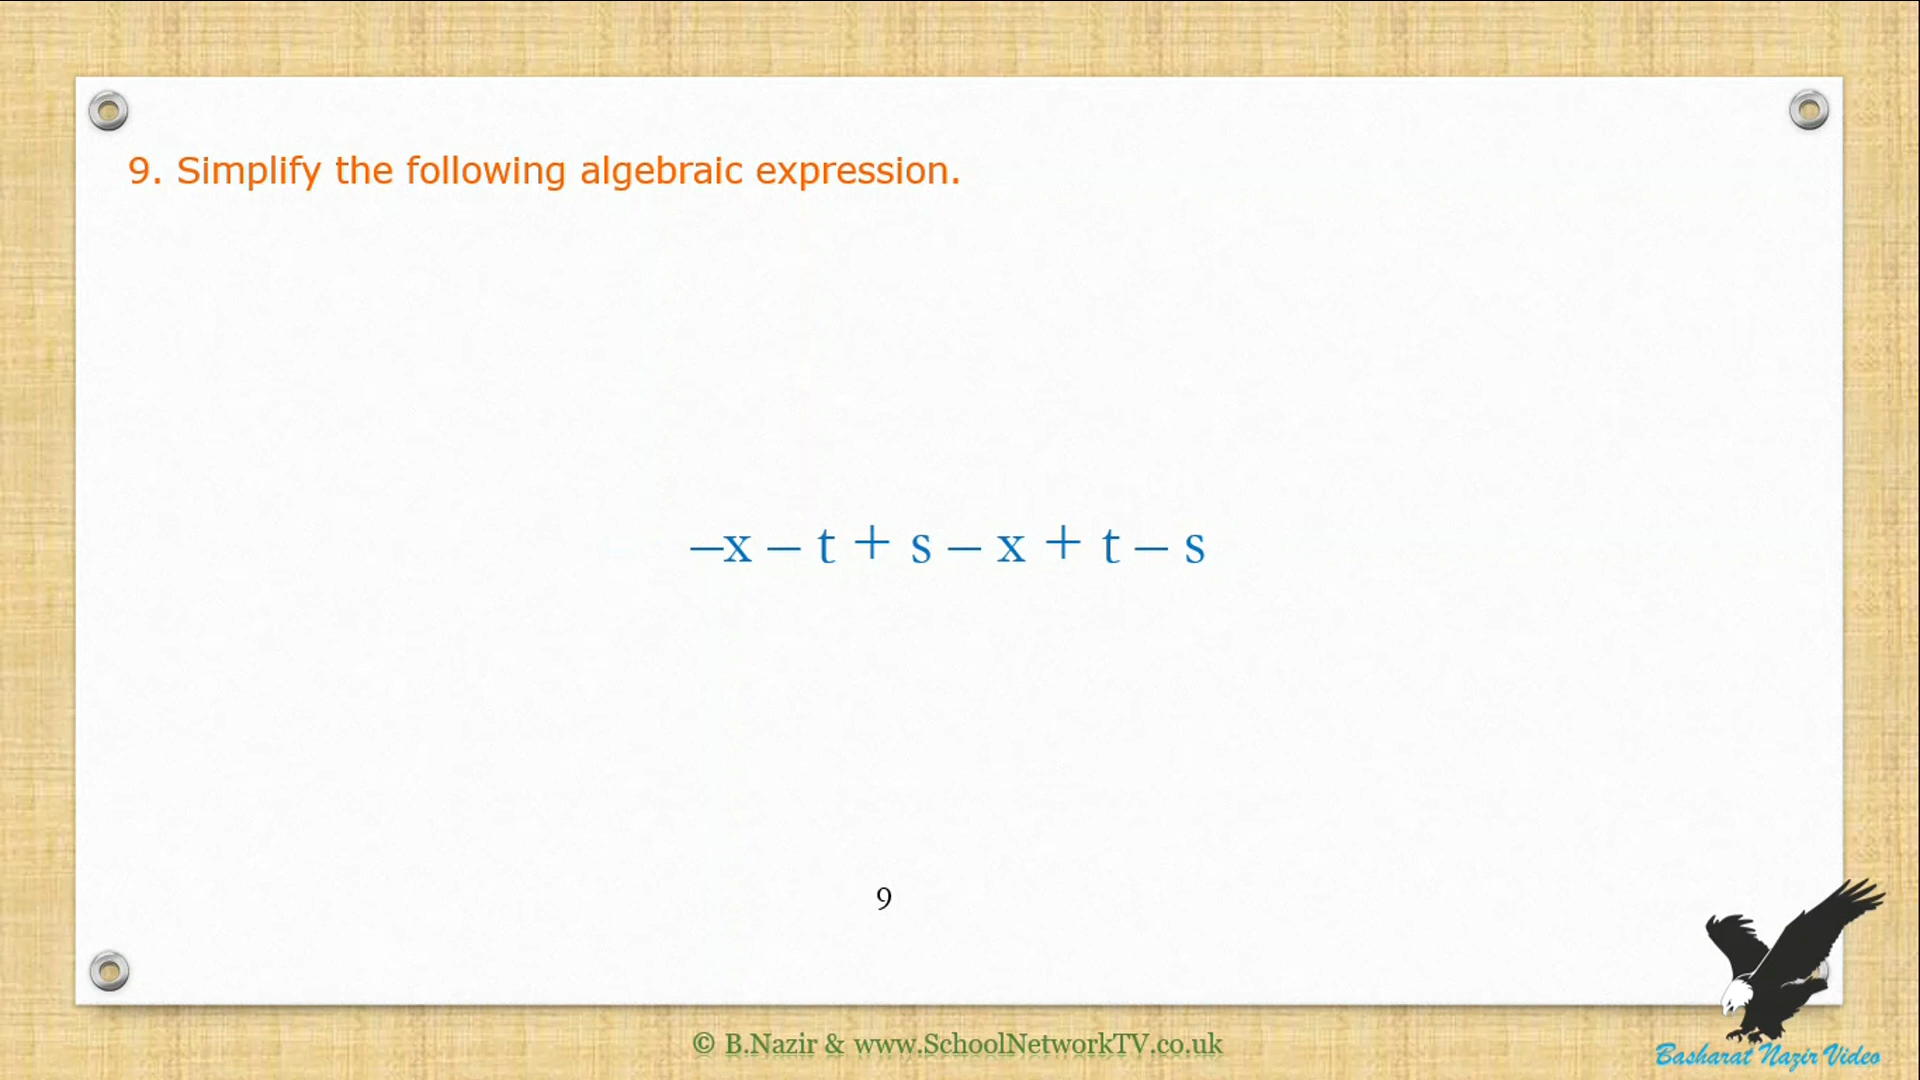 9. Simplify the following algebraic expression.
–x – t + s – x + t – s
9
© B.Nazir & www.SchoolNetworkTV.co.uk
Basharat Nazir Video